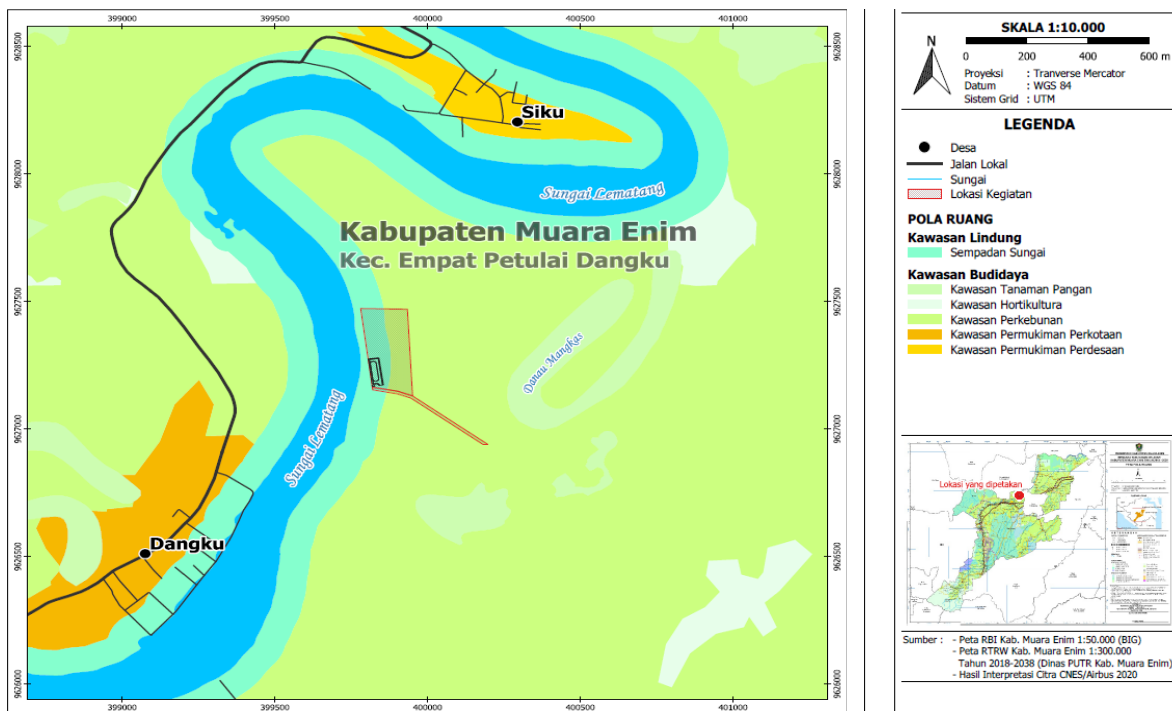 399000 399500 400000 400500 401000
9628500
9628000
9627500
9627000
9626500
9626000
Siku
Sungai Lematang
Kabupaten Muara Enim
Kec. Empat Petulai Dangku
Danau Mangkas
Sungai Lematang
Dangku
399000 399500 400000 400500 401000
SKALA 1:10.000
N
0 200 400 600 m
Proyeksi : Tranverse Mercator
Datum : WGS 84
Sistem Grid : UTM
LEGENDA
Desa
Jalan Lokal
Sungai
Lokasi Kegiatan
POLA RUANG
Kawasan Lindung
Sempadan Sungai
Kawasan Budidaya
Kawasan Tanaman Pangan
Kawasan Hortikultura
Kawasan Perkebunan
Kawasan Permukiman Perkotaan
Kawasan Permukiman Perdesaan
Lokasi yang dipetakan
Sumber : - Peta RBI Kab. Muara Enim 1:50.000 (BIG)
- Peta RTRW Kab. Muara Enim 1:300.000
Tahun 2018-2038 (Dinas PUTR Kab. Muara Enim)
- Hasil Interpretasi Citra CNES/Airbus 2020